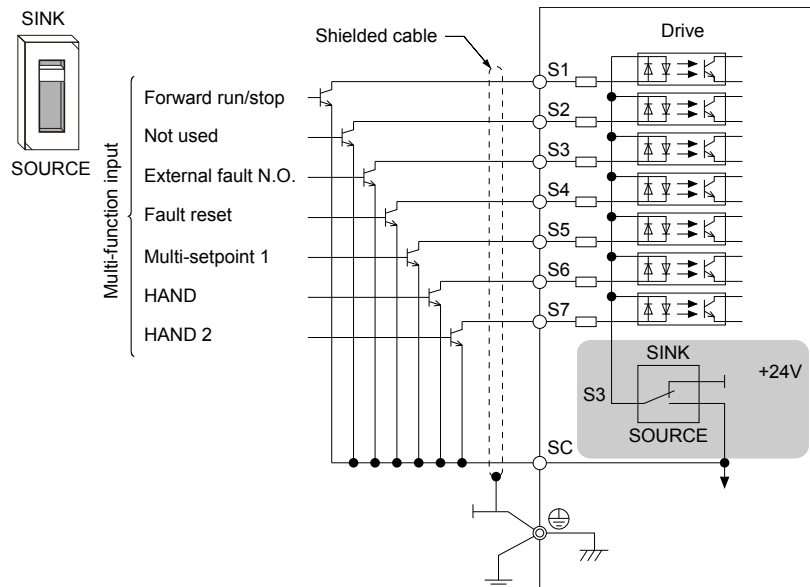 SINK
SOURCE
Shielded cable
Drive
Multi-function input
Forward run/stop
Not used
External fault N.O.
Fault reset
Multi-setpoint 1
HAND
HAND 2
S1
S2
S3
S4
S5
S6
S7
SINK
+24V
S3
SOURCE
SC